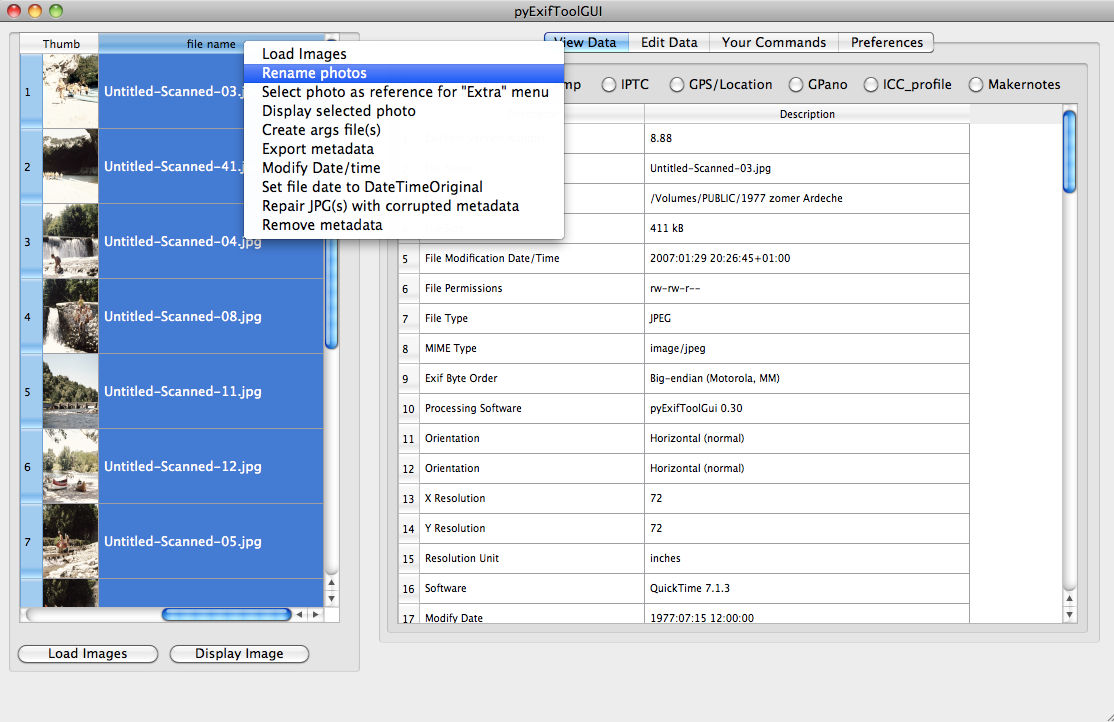 pyExifToolGUI
Thumb
file name
1
Untitled-Scanned-03.j
2
Untitled-Scanned-41.j
3
Untitled-Scanned-04.jpg
4
Untitled-Scanned-08.jpg
5
Untitled-Scanned-11.jpg
6
Untitled-Scanned-12.jpg
7
Untitled-Scanned-05.jpg
Load Images
Display Image
Load Images
Rename photos
Select photo as reference for "Extra" menu
Display selected photo
Create args file(s)
Export metadata
Modify Date/time
Set file date to DateTimeOriginal
Repair JPG(s) with corrupted metadata
Remove metadata
View Data Edit Data Your Commands Preferences
mp IPTC GPS/Location GPano ICC_profile Makernotes
Description
8.88
Untitled-Scanned-03.jpg
/Volumes/PUBLIC/1977 zomer Ardeche
411 kB
5 File Modification Date/Time 2007:01:29 20:26:45+01:00
6 File Permissions rw-rw-r--
7 File Type JPEG
8 MIME Type image/jpeg
9 Exif Byte Order Big-endian (Motorola, MM)
10 Processing Software pyExifToolGui 0.30
11 Orientation Horizontal (normal)
12 Orientation Horizontal (normal)
13 X Resolution 72
14 Y Resolution 72
15 Resolution Unit inches
16 Software QuickTime 7.1.3
17 Modify Date 1977:07:15 12:00:00